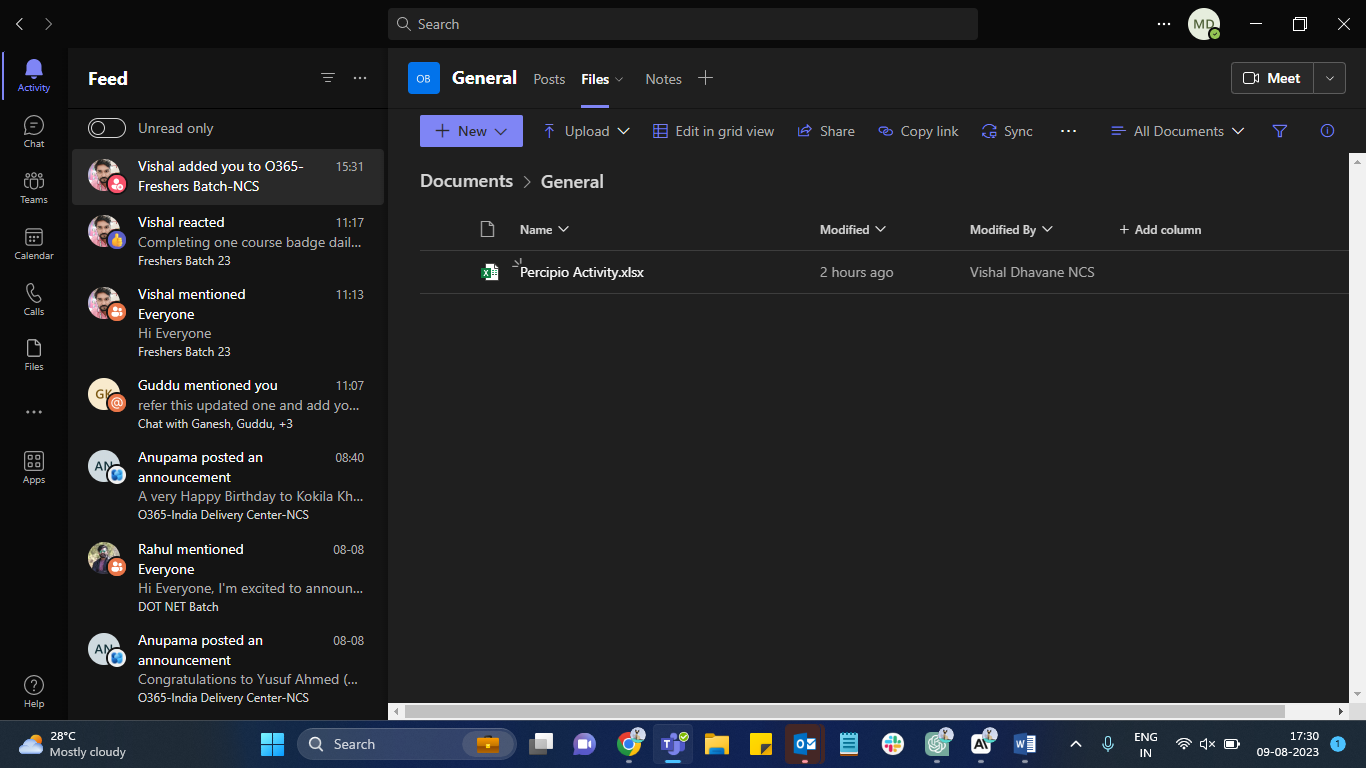 Search
MD
Activity
Chat
Teams
Calendar
Calls
Files
Apps
Help
Feed
Unread only
Vishal added you to O365-
Freshers Batch-NCS
15:31
Vishal reacted
11:17
Completing one course badge dail...
Freshers Batch 23
Vishal mentioned
Everyone
11:13
Hi Everyone
Freshers Batch 23
GK
Guddu mentioned you
11:07
refer this updated one and add yo...
Chat with Ganesh, Guddu, +3
AN
Anupama posted an
announcement
08:40
A very Happy Birthday to Kokila Kh...
O365-India Delivery Center-NCS
Rahul mentioned
Everyone
08-08
Hi Everyone, I'm excited to announ...
DOT NET Batch
AN
Anupama posted an
announcement
08-08
Congratulations to Yusuf Ahmed (...
O365-India Delivery Center-NCS
OB
General
Posts
Files
Notes
Meet
New
Upload
Edit in grid view
Share
Copy link
Sync
All Documents
Documents > General
Name
Modified
Modified By
+ Add column
Percipio Activity.xlsx
2 hours ago
Vishal Dhavane NCS
28°C
Mostly cloudy
Search
ENG
IN
17:30
09-08-2023
1